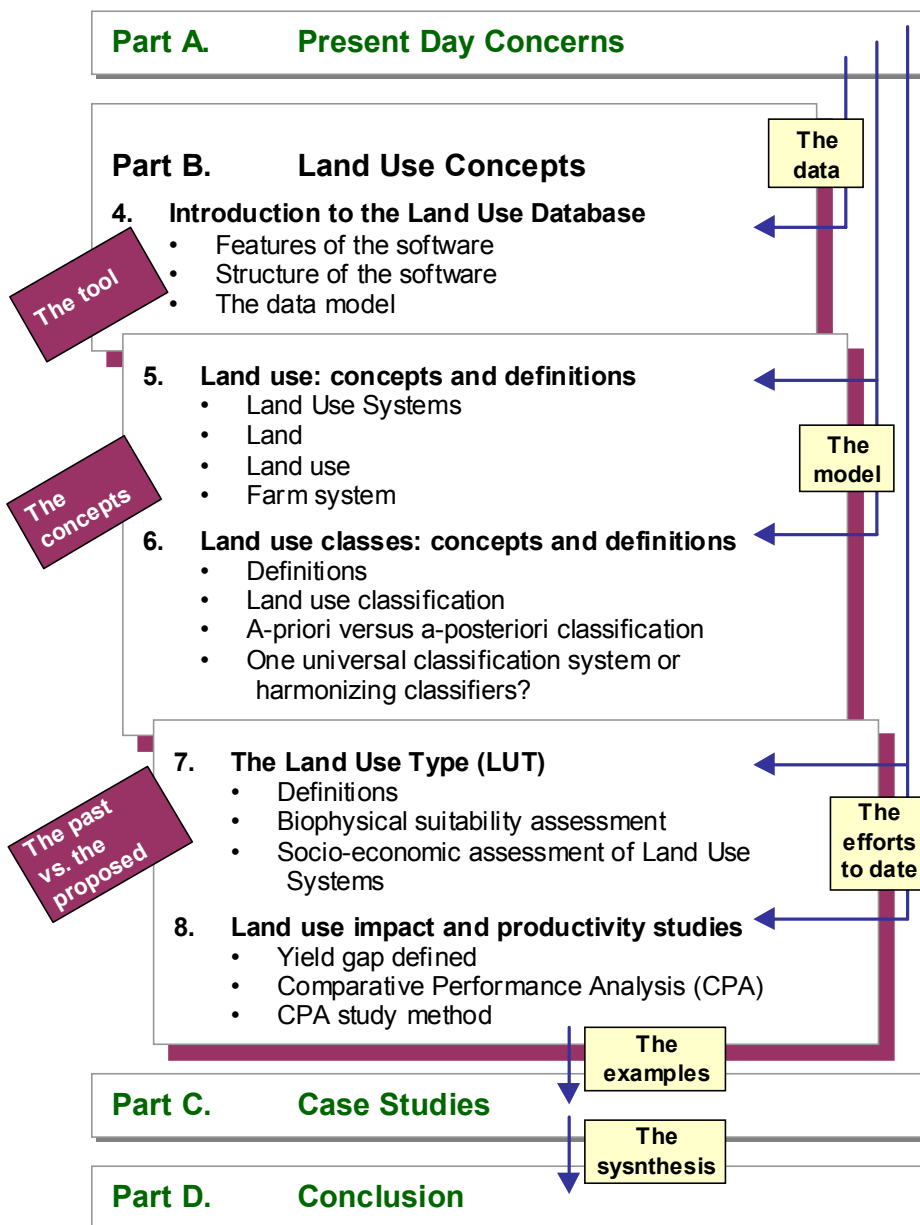 Part A. Present Day Concerns
The
data
Part B. Land Use Concepts
4. Introduction to the Land Use Database
• Features of the software
• Structure of the software
• The data model
The tool
5. Land use: concepts and definitions
• Land Use Systems
• Land
• Land use
• Farm system
The
model
The
concepts
6. Land use classes: concepts and definitions
• Definitions
• Land use classification
• A-priori versus a-posteriori classification
• One universal classification system or
harmonizing classifiers?
7. The Land Use Type (LUT)
• Definitions
• Biophysical suitability assessment
• Socio-economic assessment of Land Use
Systems
The past
vs. the
proposed
The
efforts
to date
8. Land use impact and productivity studies
• Yield gap defined
• Comparative Performance Analysis (CPA)
• CPA study method
The
examples
Part C. Case Studies
The
sysnthesis
Part D. Conclusion